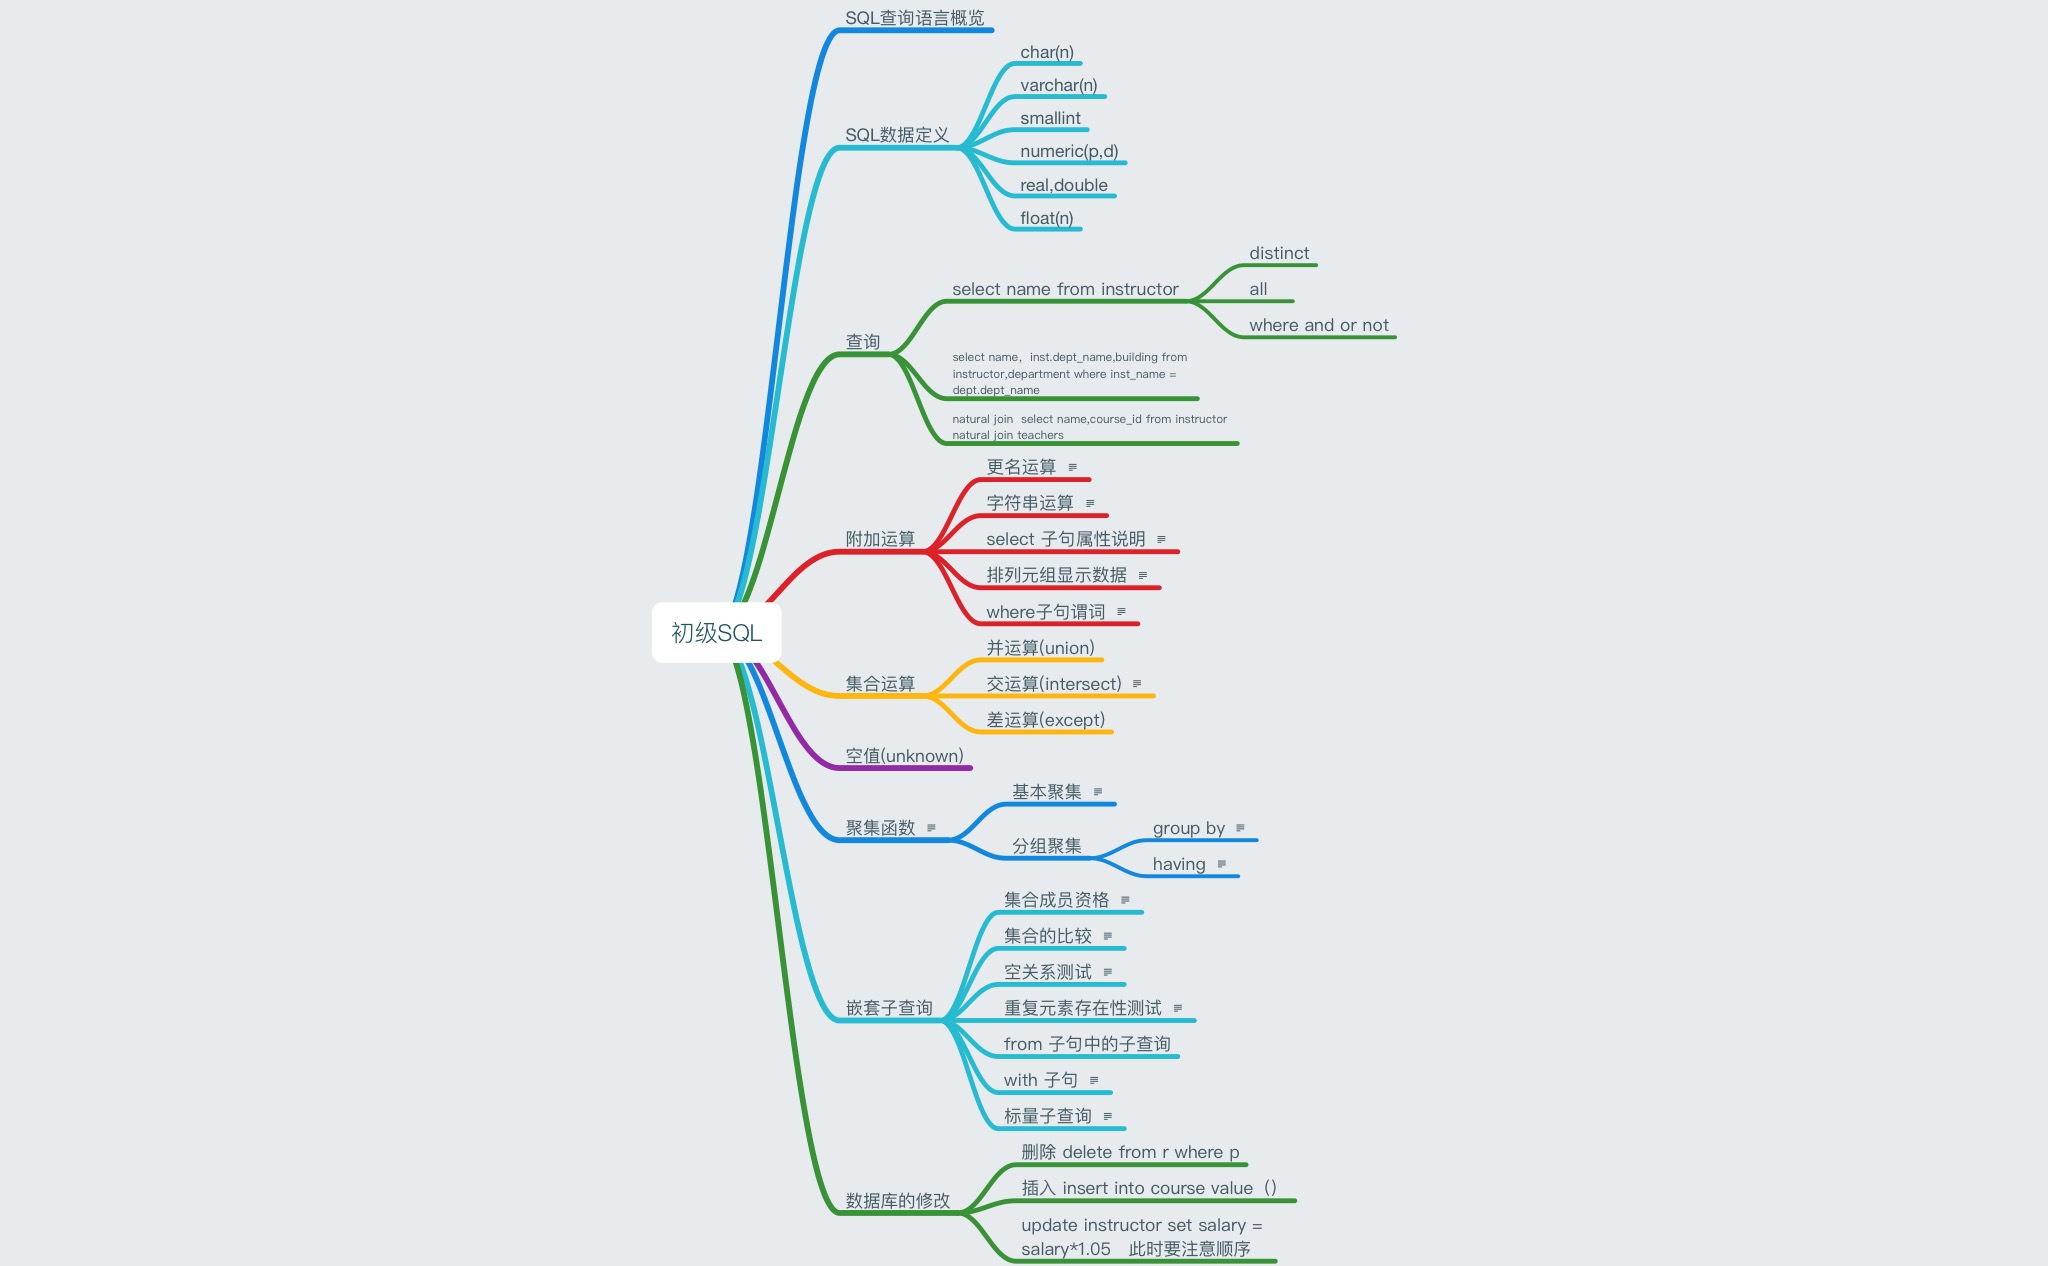 SQL查询语言概览
char(n)
varchar(n)
smallint
SQL数据定义
numeric(p,d)
real,double
float(n)
distinct
select name from instructor
all
where and or not
查询
select name，inst.dept_name,building from
instructor,department where inst_name =
dept.dept_name
natural join  select name,course_id from instructor
natural join teachers
更名运算
字符串运算
附加运算
select 子句属性说明
排列元组显示数据
where子句谓词
初级SQL
并运算(union)
集合运算
交运算(intersect)
差运算(except)
空值(unknown)
基本聚集
聚集函数
分组聚集
group by
having
集合成员资格
集合的比较
空关系测试
嵌套子查询
重复元素存在性测试
from 子句中的子查询
with 子句
标量子查询
删除 delete from r where p
数据库的修改
插入 insert into course value（）
update instructor set salary =
salary*1.05　此时要注意顺序